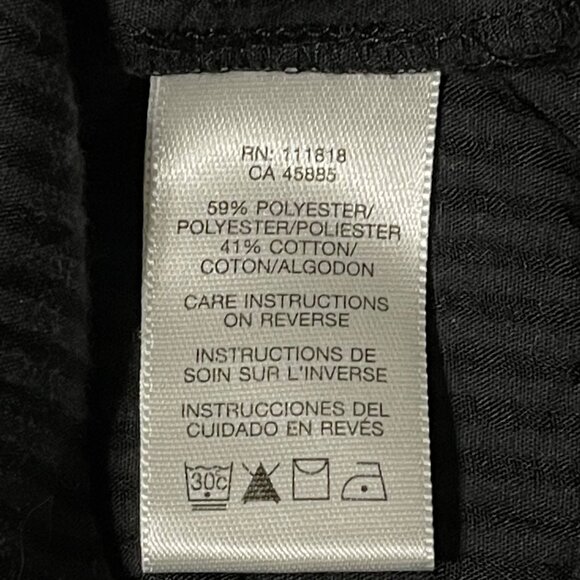 RN: 111818
CA 45885
59% POLYESTER/
POLYESTER/POLIESTER
41% COTTON/
COTON/ALGODON
CARE INSTRUCTIONS
ON REVERSE
INSTRUCTIONS DE
SOIN SUR L'INVERSE
INSTRUCCIONES DEL
CUIDADO EN REVÉS
30c